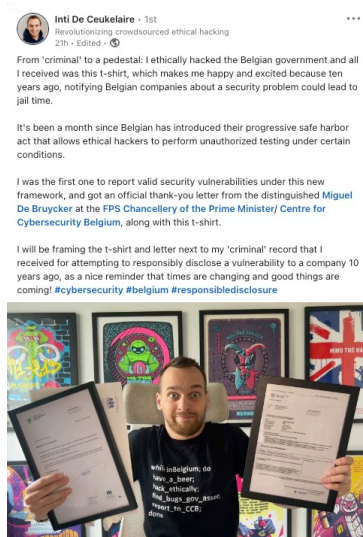 Inti De Ceukelaire • 1st
Revolutionizing crowdsourced ethical hacking
21h • Edited •
From 'criminal' to a pedestal: I ethically hacked the Belgian government and all
I received was this t-shirt, which makes me happy and excited because ten
years ago, notifying Belgian companies about a security problem could lead to
jail time.
It's been a month since Belgian has introduced their progressive safe harbor
act that allows ethical hackers to perform unauthorized testing under certain
conditions.
I was the first one to report valid security vulnerabilities under this new
framework, and got an official thank-you letter from the distinguished Miguel
De Bruycker at the FPS Chancellery of the Prime Minister/ Centre for
Cybersecurity Belgium, along with this t-shirt.
I will be framing the t-shirt and letter next to my 'criminal' record that I
received for attempting to responsibly disclose a vulnerability to a company 10
years ago, as a nice reminder that times are changing and good things are
coming! #cybersecurity #belgium #responsibledisclosure
MIND THE
while inBelgium; do
have_a_beer;
hack_ethically;
find_bugs_gov_asset;
report_to_CCB;
done